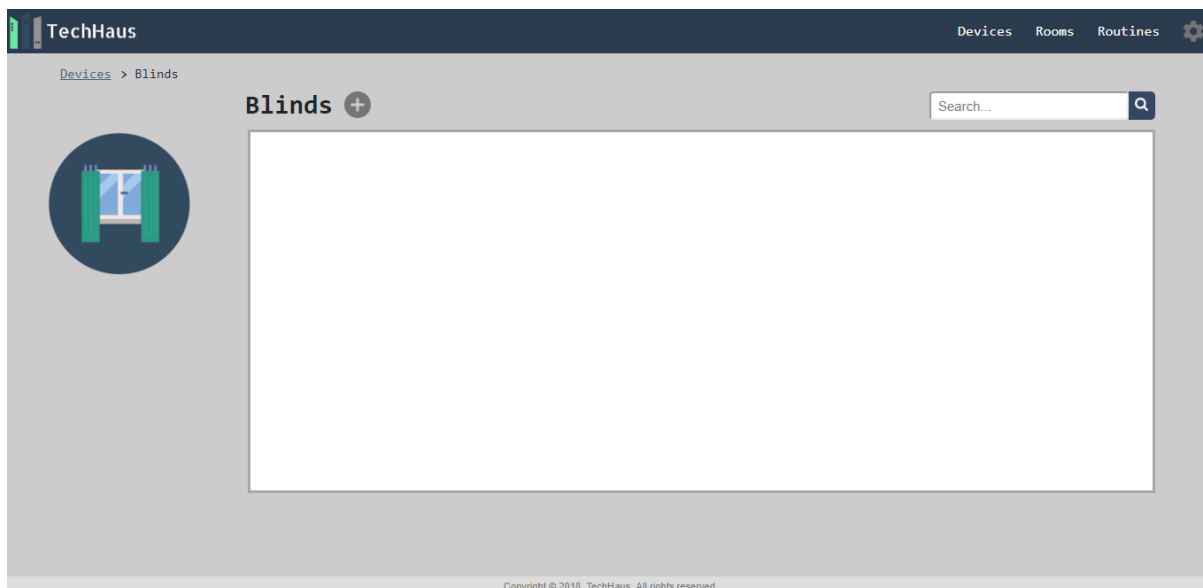 TechHaus
Devices Rooms Routines
Devices > Blinds
Blinds
Search...
Copyright © 2018, TechHaus. All rights reserved.